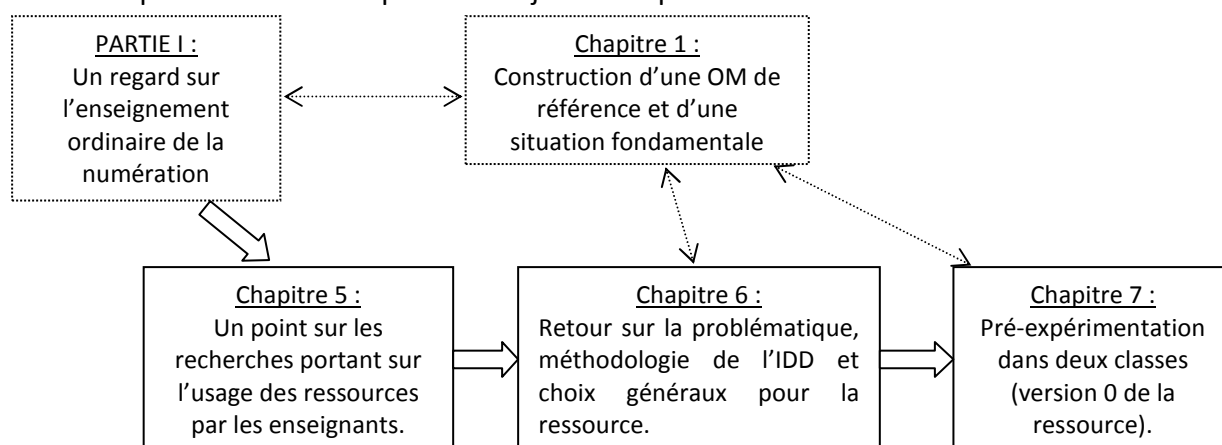 PARTIE I :
Un regard sur
l’enseignement
ordinaire de la
numération
Chapitre 1 :
Construction d’une OM de
référence et d’une
situation fondamentale
Chapitre 5 :
Un point sur les
recherches portant sur
l’usage des ressources
par les enseignants.
Chapitre 6 :
Retour sur la problématique,
méthodologie de l’IDD et
choix généraux pour la
ressource.
Chapitre 7 :
Pré-expérimentation
dans deux classes
(version 0 de la
ressource).